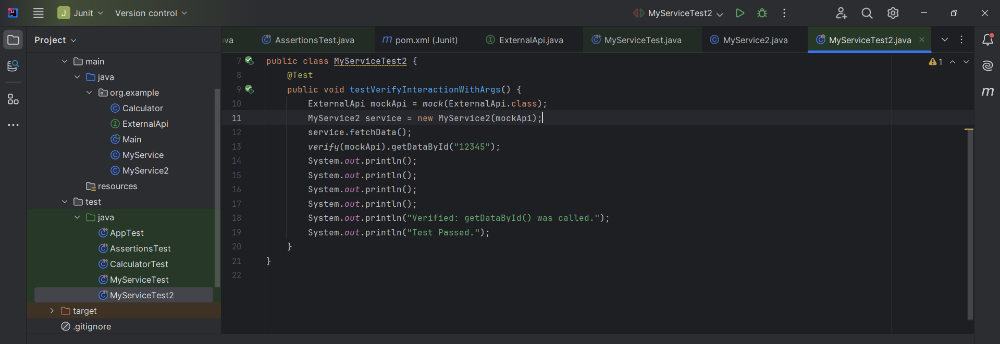 J Junit Version control MyServiceTest2
Project
ava AssertionsTest.java m pom.xml (Junit) ExternalApi.java MyServiceTest.java MyService2.java MyServiceTest2.java
main
java
org.example
Calculator
ExternalApi
Main
MyService
MyService2
resources
test
java
AppTest
AssertionsTest
CalculatorTest
MyServiceTest
MyServiceTest2
target
.gitignore
7 public class MyServiceTest2 {
8     @Test
9     public void testVerifyInteractionWithArgs() {
10         ExternalApi mockApi = mock(ExternalApi.class);
11         MyService2 service = new MyService2(mockApi);
12         service.fetchData();
13         verify(mockApi).getDataById("12345");
14         System.out.println();
15         System.out.println();
16         System.out.println();
17         System.out.println();
18         System.out.println("Verified: getDataById() was called.");
19         System.out.println("Test Passed.");
20     }
21 }
22
1
m